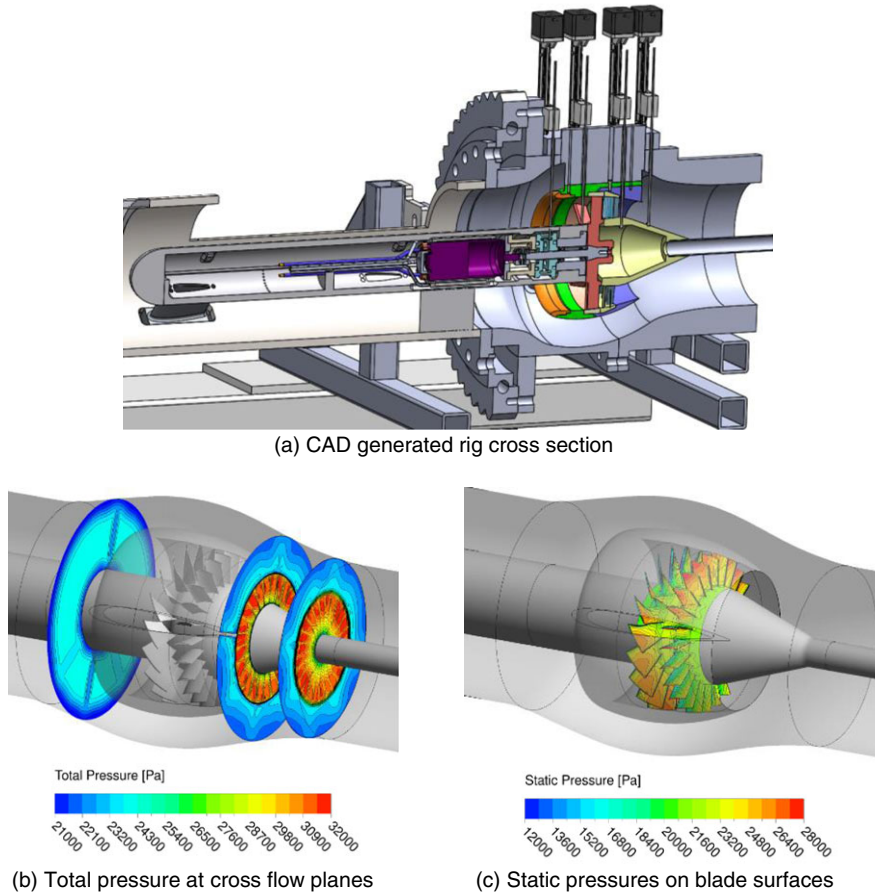 (a) CAD generated rig cross section
Total Pressure [Pa]
21000 22100 23200 24300 25400 26500 27600 28700 29800 30900 32000
(b) Total pressure at cross flow planes
Static Pressure [Pa]
12000 13600 15200 16800 18400 20000 21600 23200 24800 26400 28000
(c) Static pressures on blade surfaces